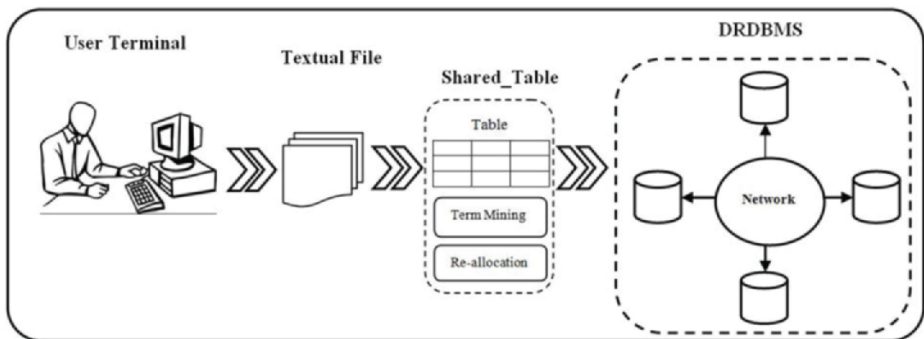 User Terminal
Textual File
Shared_Table
Table
Term Mining
Re-allocation
DRDBMS
Network